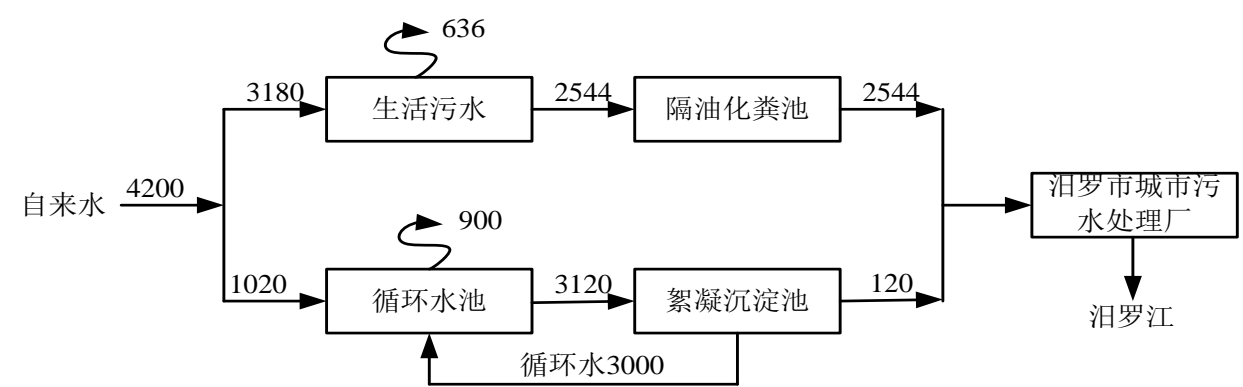 636
3180
生活污水
2544
隔油化粪池
2544
自来水
4200
汨罗市城市污
水处理厂
900
1020
循环水池
3120
絮凝沉淀池
120
汨罗江
循环水3000